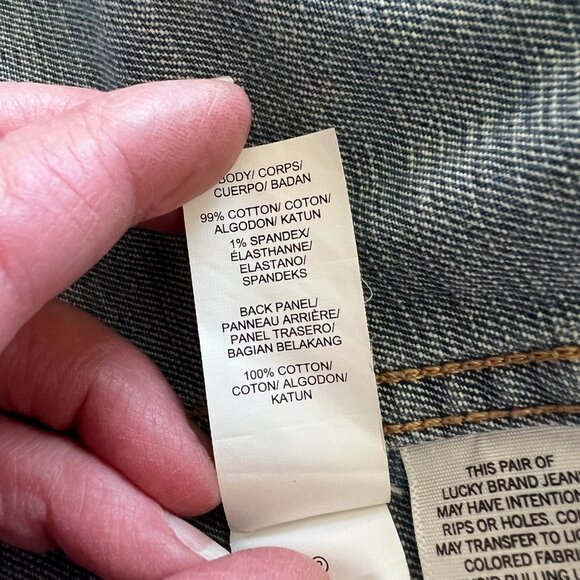 BODY/ CORPS/
CUERPO/ BADAN
99% COTTON/ COTON/
ALGODON/ KATUN
1% SPANDEX/
ÉLASTHANNE/
ELASTANO/
SPANDEKS
BACK PANEL/
PANNEAU ARRIÈRE/
PANEL TRASERO/
BAGIAN BELAKANG
100% COTTON/
COTON/ ALGODON/
KATUN
THIS PAIR OF
LUCKY BRAND JEAN
MAY HAVE INTENTION
RIPS OR HOLES. CO
MAY TRANSFER TO LI
COLORED FABRI